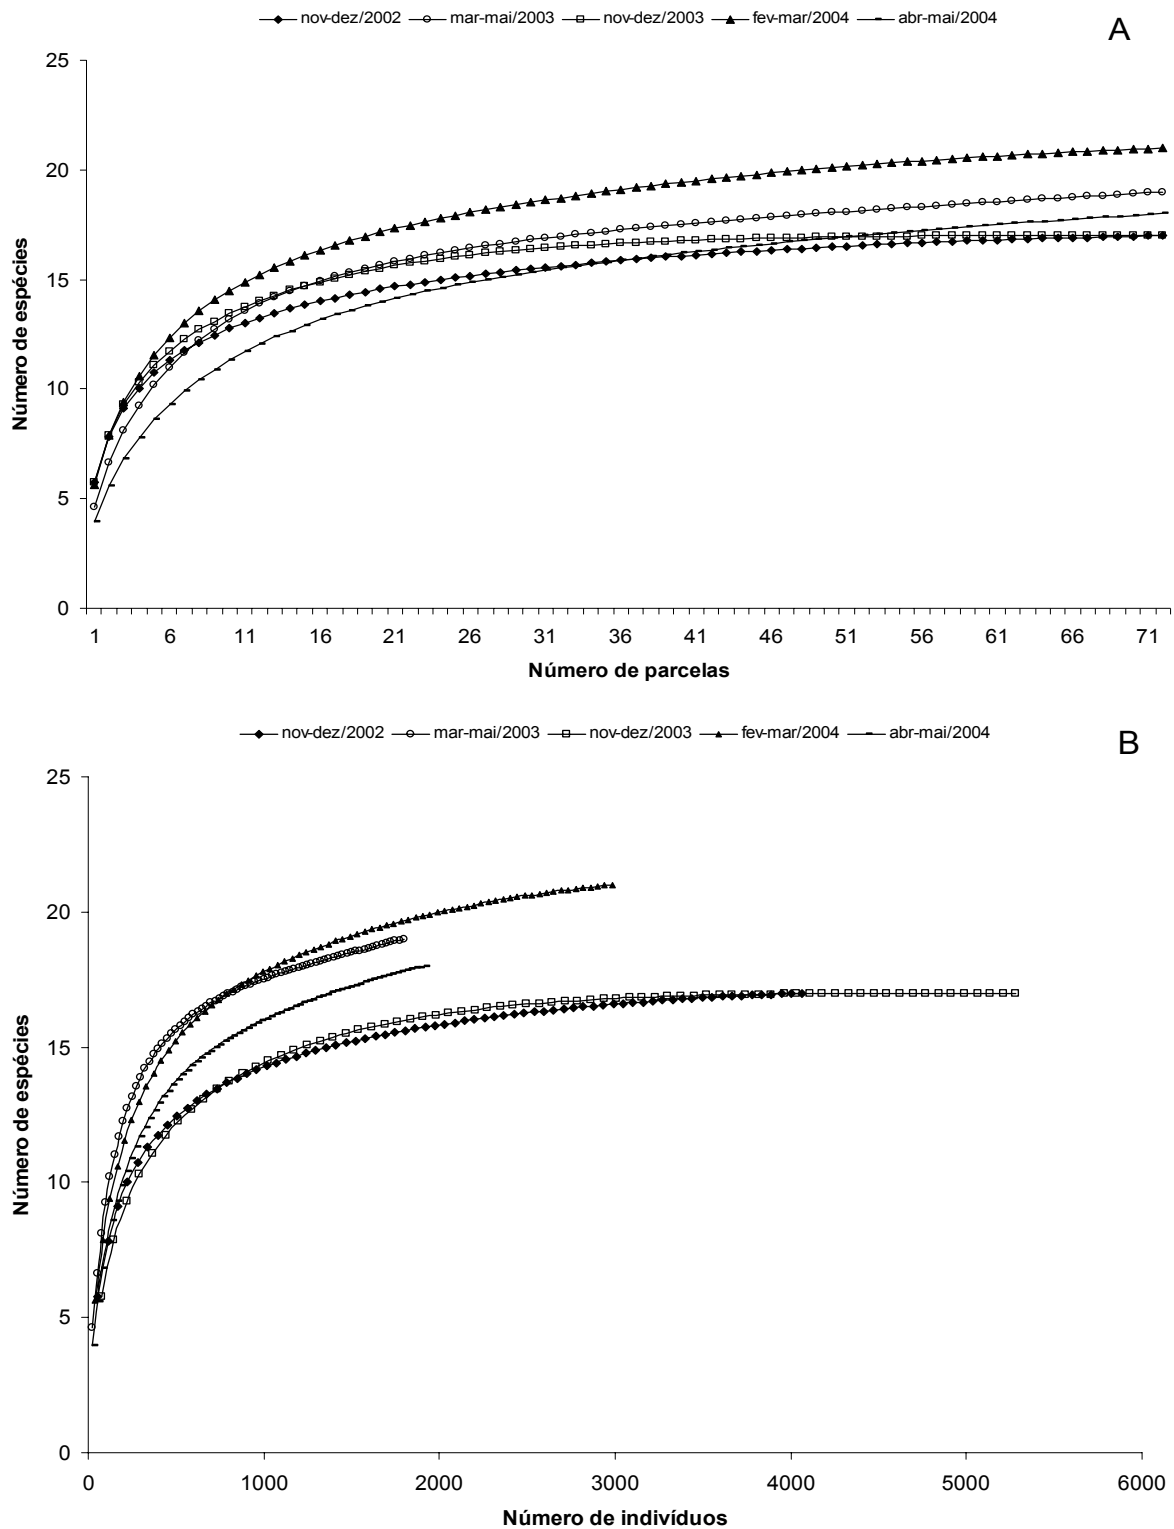 nov-dez/2002 mar-mai/2003 nov-dez/2003 fev-mar/2004 abr-mai/2004
A
25
20
15
10
5
0
Número de espécies
1 6 11 16 21 26 31 36 41 46 51 56 61 66 71
Número de parcelas
nov-dez/2002 mar-mai/2003 nov-dez/2003 fev-mar/2004 abr-mai/2004
B
25
20
15
10
5
0
Número de espécies
0 1000 2000 3000 4000 5000 6000
Número de indivíduos